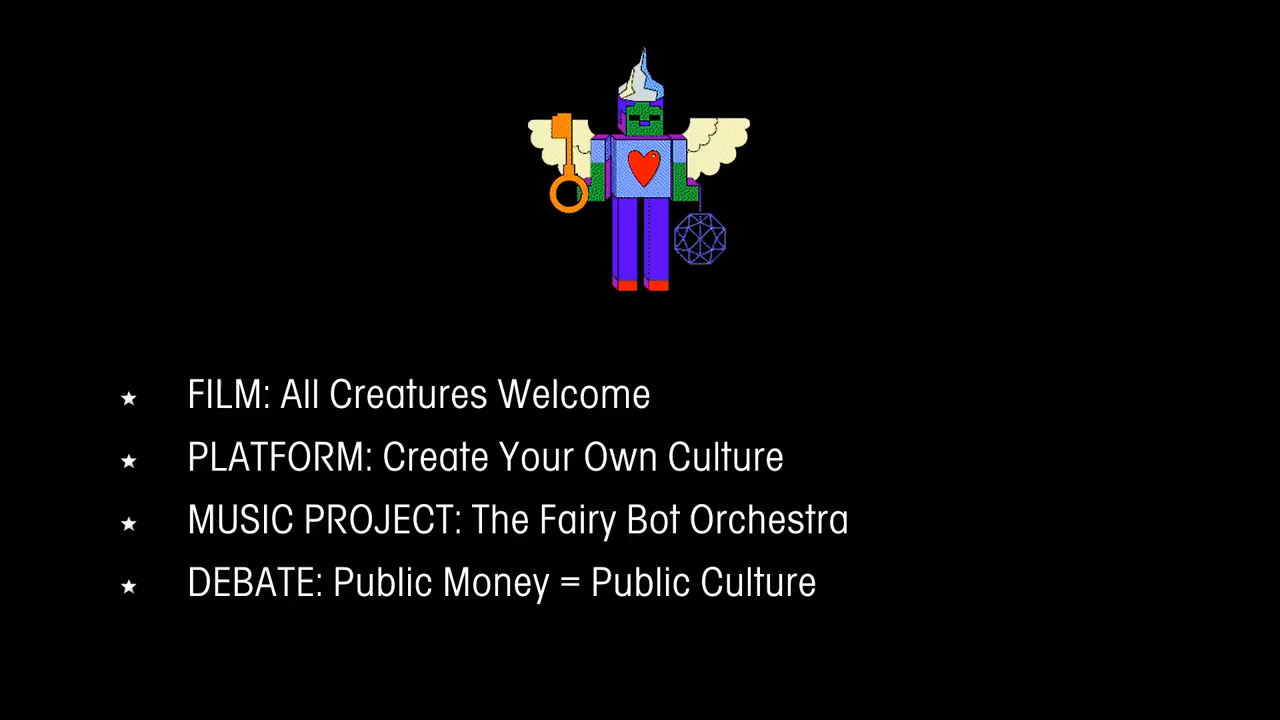 ★ FILM: All Creatures Welcome
★ PLATFORM: Create Your Own Culture
★ MUSIC PROJECT: The Fairy Bot Orchestra
★ DEBATE: Public Money = Public Culture